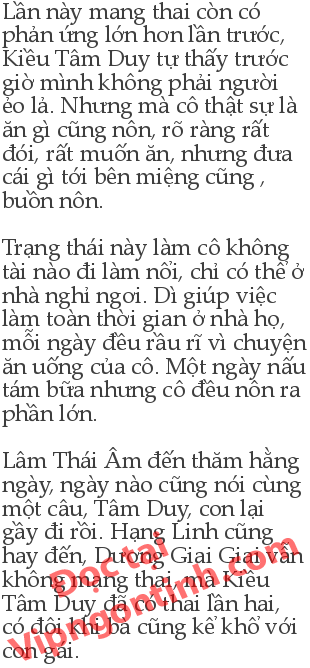 Lần này mang thai còn có
phản ứng lớn hơn lần trước,
Kiều Tâm Duy tự thấy trước
giờ mình không phải người
ẻo lả. Nhưng mà cô thật sự là
ăn gì cũng nôn, rõ ràng rất
đói, rất muốn ăn, nhưng đưa
cái gì tới bên miệng cũng ,
buồn nôn.
Trạng thái này làm cô không
tài nào đi làm nổi, chỉ có thể ở
nhà nghỉ ngơi. Dì giúp việc
làm toàn thời gian ở nhà họ,
mỗi ngày đều rầu rĩ vì chuyện
ăn uống của cô. Một ngày nấu
tám bữa nhưng cô đều nôn ra
phần lớn.
Lâm Thái Âm đến thăm hằng
ngày, ngày nào cũng nói cùng
một câu, Tâm Duy, con lại
gầy đi rồi. Hạng Linh cũng
hay đến, Dương Giai Giai vẫn
không mang thai, mà Kiều
Tâm Duy đã có thai lần hai,
có đôi khi bà cũng kể khổ với
con gái.
Đọc tại
Vipngontinh.com